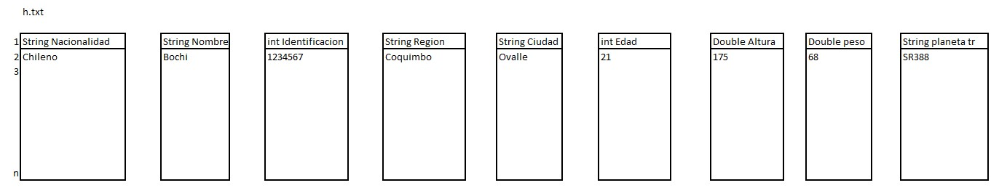 h.txt
1 String Nacionalidad String Nombre int Identificacion String Region String Ciudad int Edad Double Altura Double peso String planeta tr
2 Chileno Bochi 1234567 Coquimbo Ovalle 21 175 68 SR388
3
n